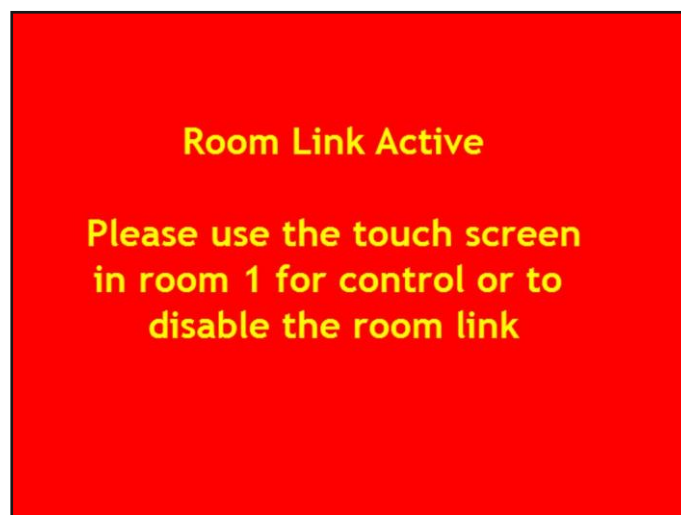 Room Link Active
Please use the touch screen
in room 1 for control or to
disable the room link